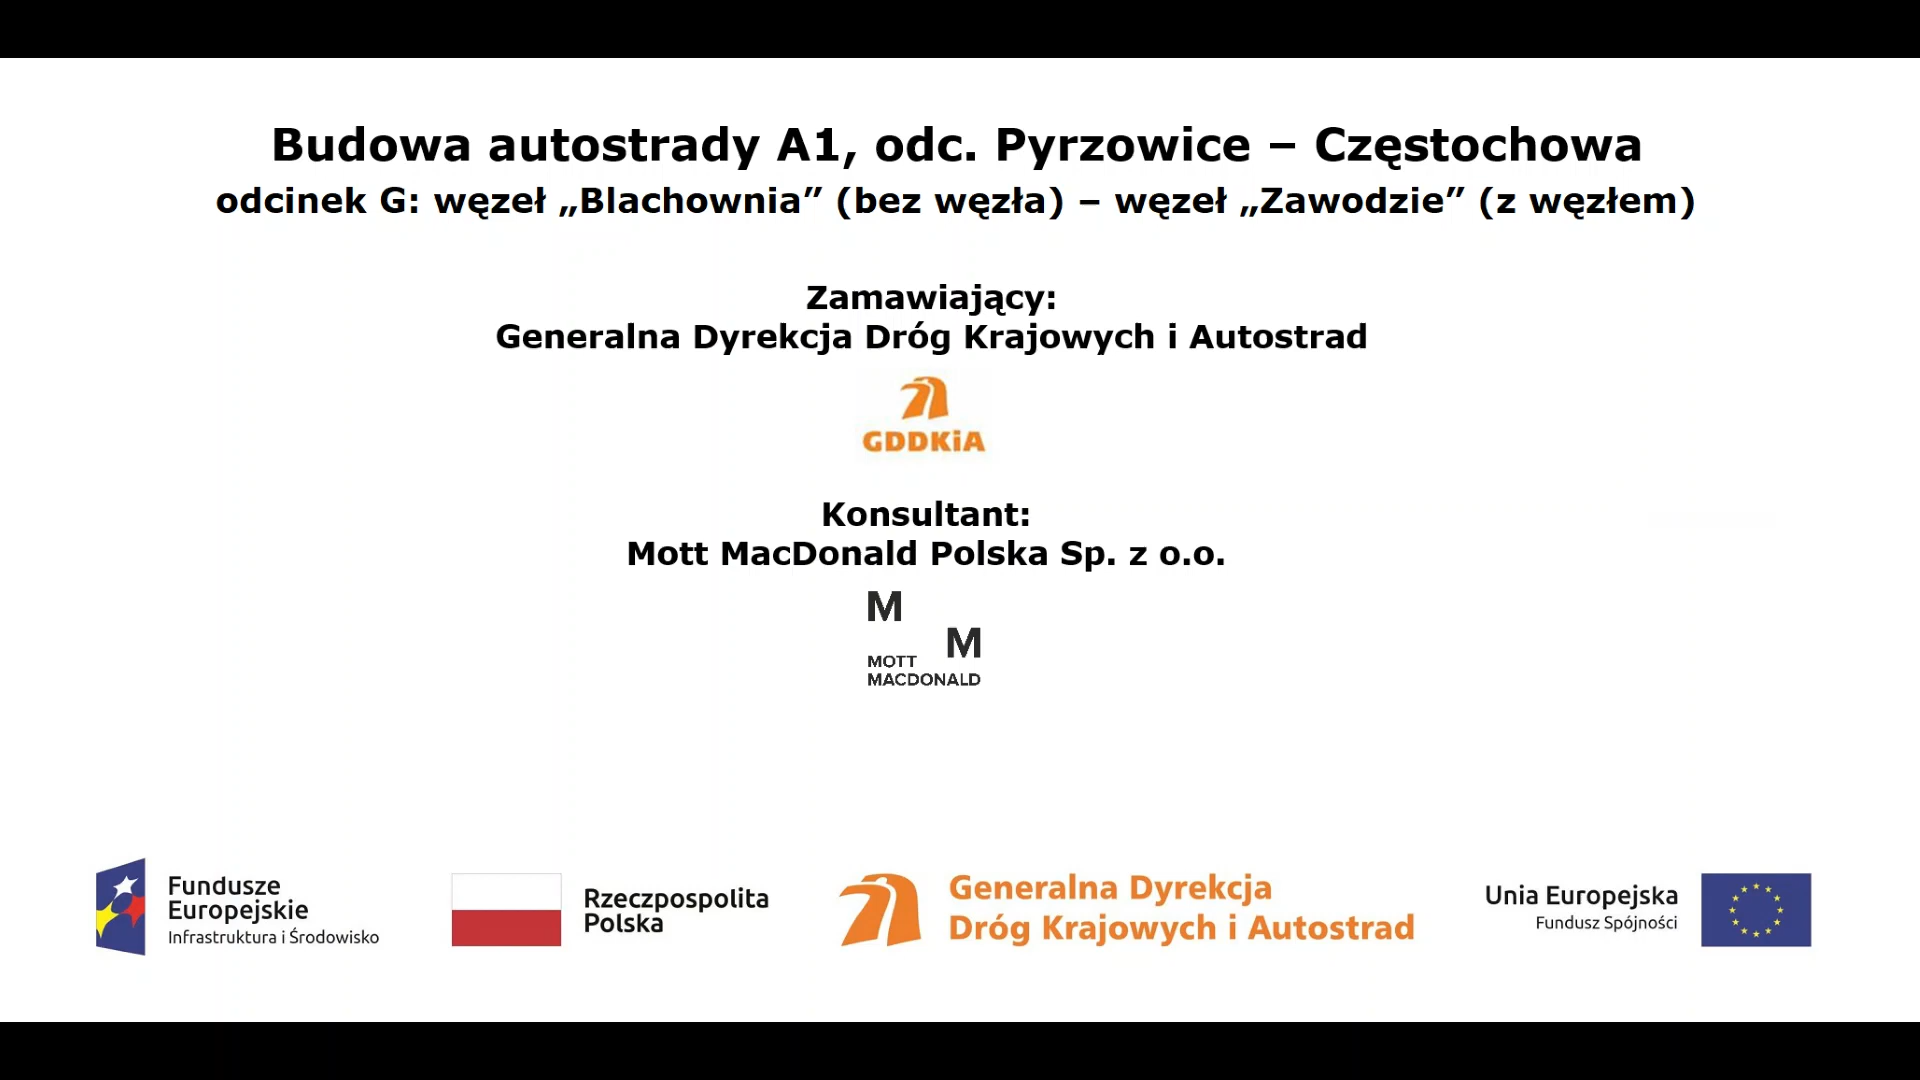 Budowa autostrady A1, odc. Pyrzowice – Częstochowa
odcinek G: węzeł „Blachownia” (bez węzła) – węzeł „Zawodzie” (z węzłem)
Zamawiający:
Generalna Dyrekcja Dróg Krajowych i Autostrad
GDDKiA
Konsultant:
Mott MacDonald Polska Sp. z o.o.
M
M
MOTT
MACDONALD
Fundusze
Europejskie
Infrastruktura i Środowisko
Rzeczpospolita
Polska
Generalna Dyrekcja
Dróg Krajowych i Autostrad
Unia Europejska
Fundusz Spójności